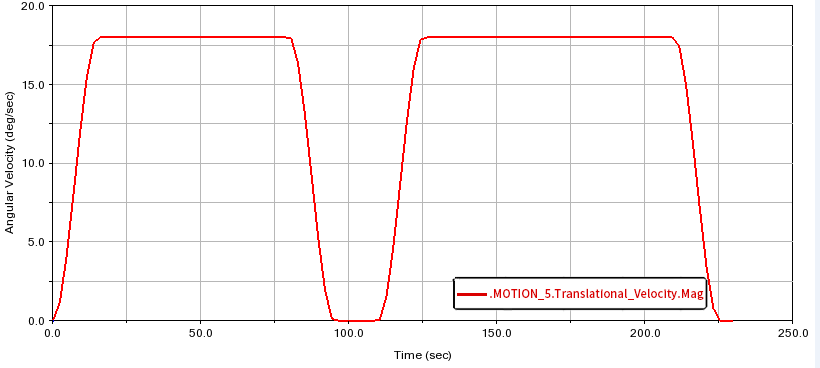 20.0
15.0
10.0
5.0
0.0
Angular Velocity (deg/sec)
.MOTION_5.Translational_Velocity.Mag
0.0 50.0 100.0 150.0 200.0 250.0
Time (sec)